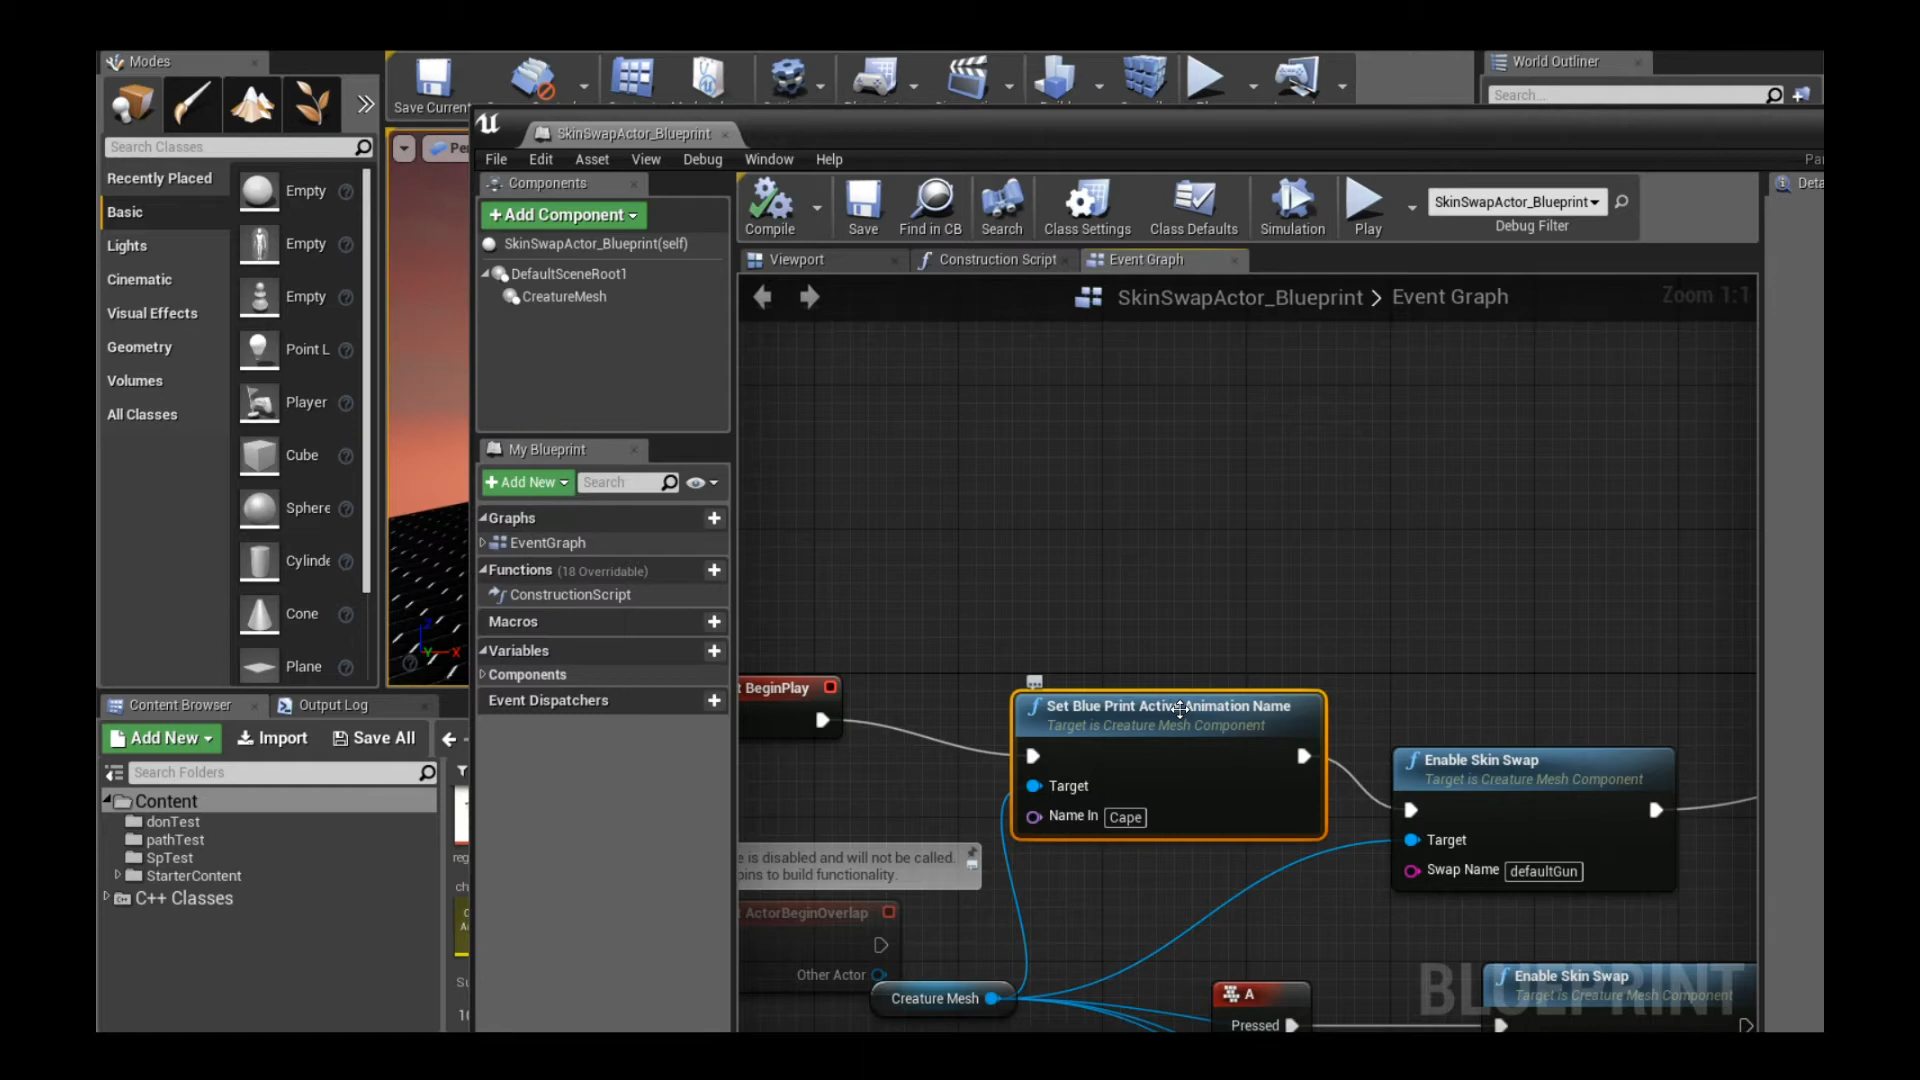 Modes
World Outliner
Save Current
Search...
Search Classes
Recently Placed
Basic
Lights
Cinematic
Visual Effects
Geometry
Volumes
All Classes
Empty
Empty
Empty
Point L
Player
Cube
Sphere
Cylinde
Cone
Plane
SkinSwapActor_Blueprint
File Edit Asset View Debug Window Help
Par
Components
Deta
+ Add Component
SkinSwapActor_Blueprint(self)
DefaultSceneRoot1
CreatureMesh
Compile
Save
Find in CB
Search
Class Settings
Class Defaults
Simulation
Play
SkinSwapActor_Blueprint
Debug Filter
Viewport
Construction Script
Event Graph
SkinSwapActor_Blueprint > Event Graph
Zoom 1:1
My Blueprint
+ Add New
Search
Graphs
EventGraph
Functions (18 Overridable)
ConstructionScript
Macros
Variables
Components
Event Dispatchers
t BeginPlay
Set Blue Print Active Animation Name
Target is Creature Mesh Component
Target
Name In Cape
Enable Skin Swap
Target is Creature Mesh Component
Target
Swap Name defaultGun
e is disabled and will not be called.
pins to build functionality.
ActorBeginOverlap
Other Actor
Creature Mesh
A
Pressed
Enable Skin Swap
Target is Creature Mesh Component
BLUEPRINT
Content Browser
Output Log
Add New
Import
Save All
Search Folders
Content
donTest
pathTest
SpTest
StarterContent
C++ Classes